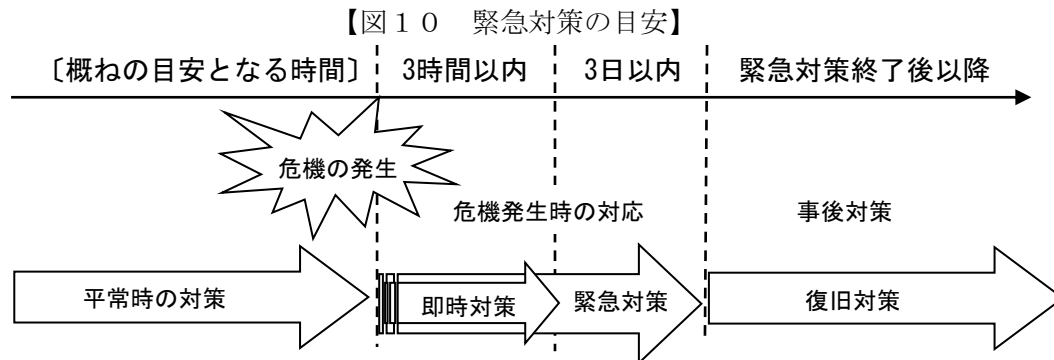 【図１０　緊急対策の目安】
〔概ねの目安となる時間〕 3時間以内 3日以内 緊急対策終了後以降
危機の発生
危機発生時の対応 事後対策
平常時の対策 即時対策 緊急対策 復旧対策